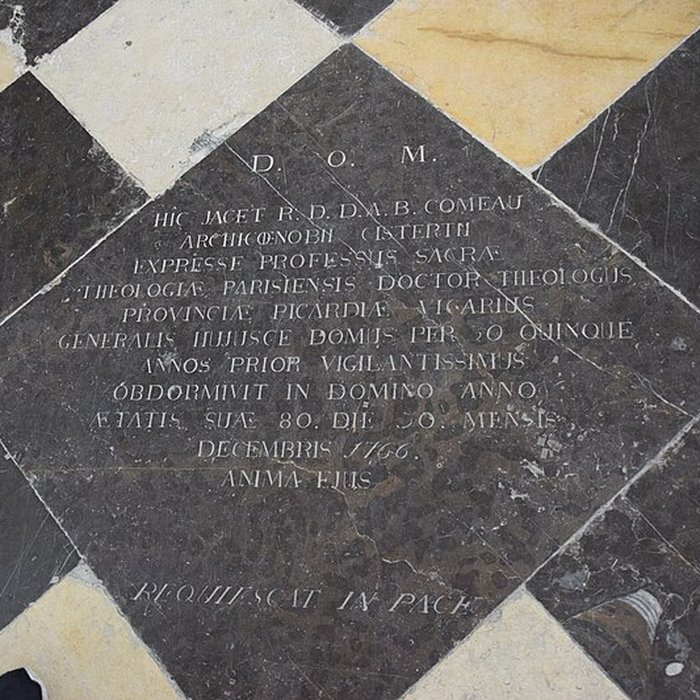 D. O. M.
HIC JACET R. D. D. A. B. COMEAU
ARCHICŒNOBII CISTERTII
EXPRESSE PROFESSUS SACRÆ
THEOLOGIÆ PARISIENSIS DOCTOR THEOLOGUS
PROVINCIÆ PICARDIÆ VICARIUS
GENERALIS HUJUSCE DOMUS PER QUINQUE
ANNOS PRIOR VIGILANTISSIMUS
OBDORMIVIT IN DOMINO ANNO
ÆTATIS SUÆ 80. DIE MENSIS
DECEMBRIS 1766.
ANIMA EJUS
REQUIESCAT IN PACE